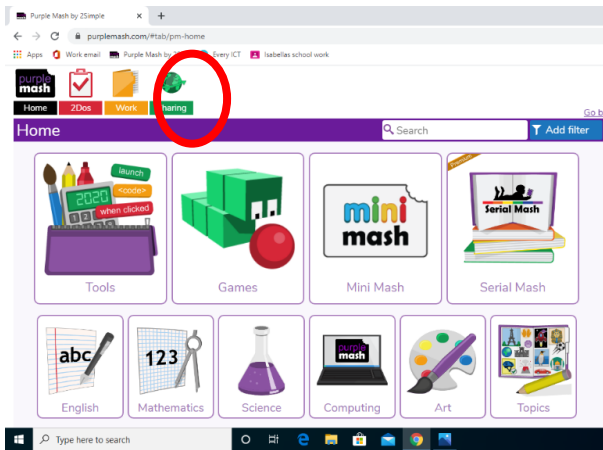 Purple Mash by 2Simple
purplemash.com/#tab/pm-home
Apps Work email Purple Mash by Every ICT Isabellas school work
purple
mash
Home 2Dos Work haring
Go b
Home Search Add filter
launch
<code>
when clicked
2020
1 2
Tools
Games
mini
mash
Mini Mash
Premium
Serial Mash
Serial Mash
abc
English
123
Mathematics
Science
purple
mash
Computing
Art
Topics
Type here to search